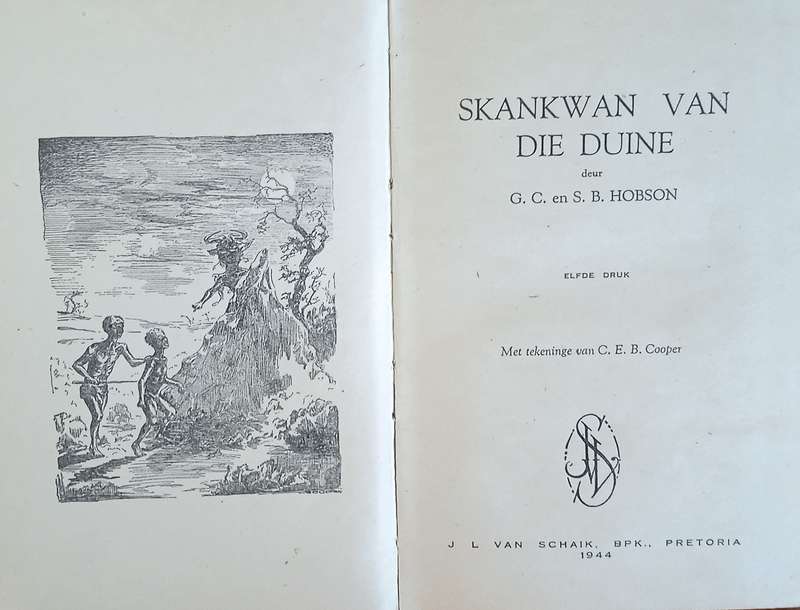 SKANKWAN VAN
DIE DUINE
deur
G. C. en S. B. HOBSON
ELFDE DRUK
Met tekeninge van C. E. B. Cooper
J L VAN SCHAIK, BPK., PRETORIA
1944